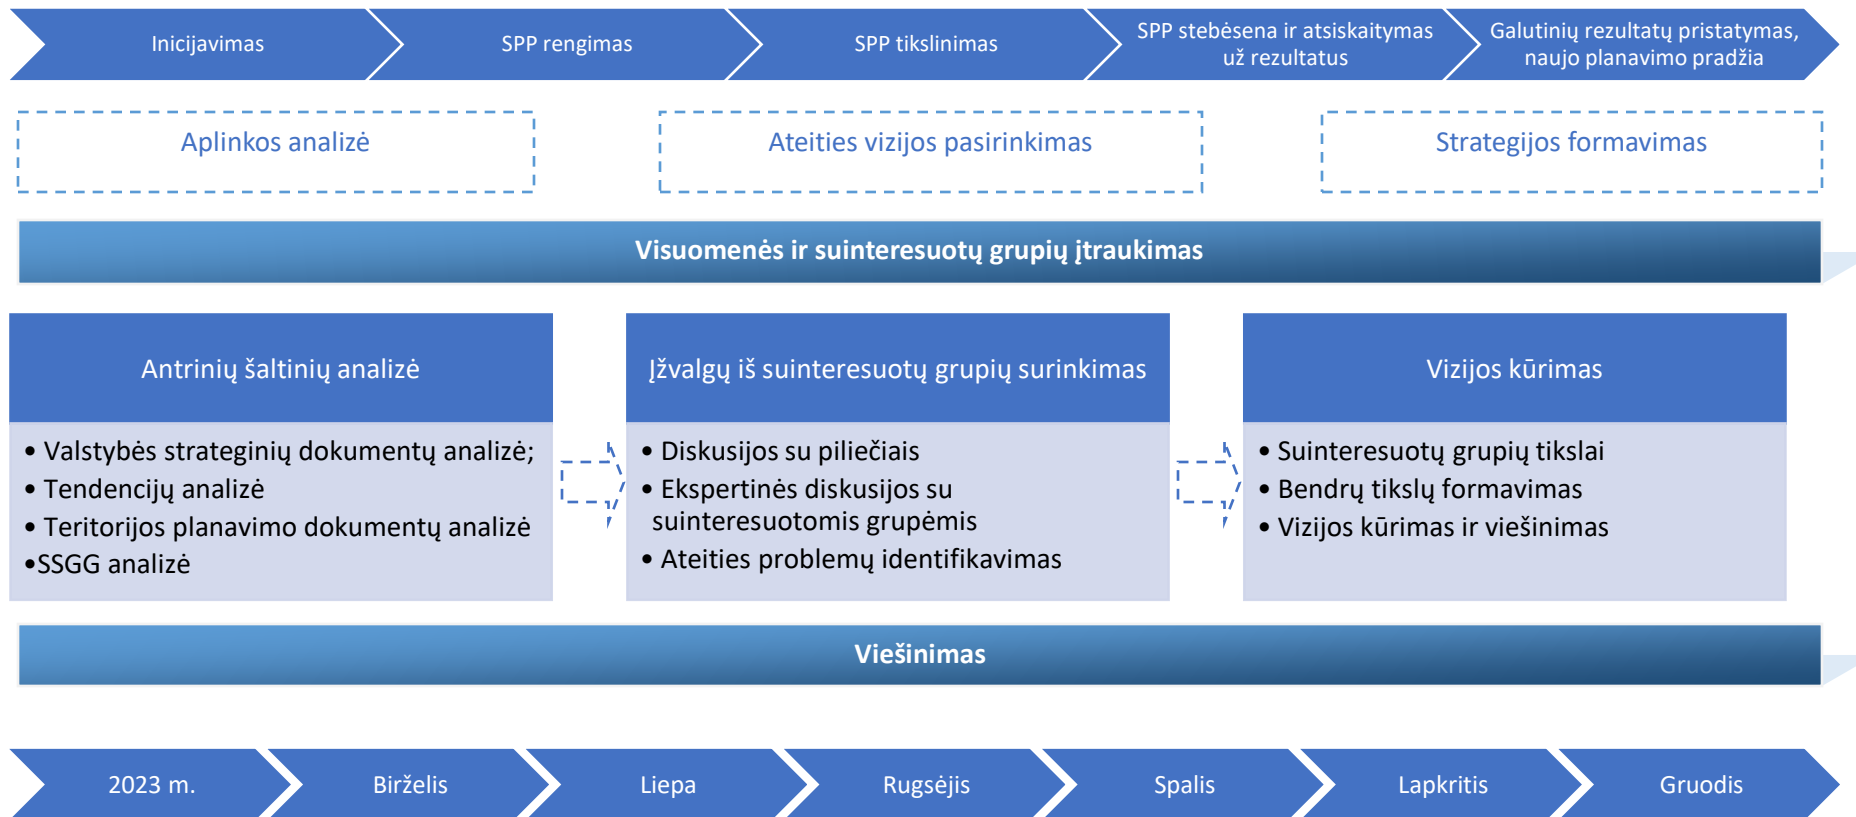 Inicijavimas
SPP rengimas
SPP tikslinimas
SPP stebėsena ir atsiskaitymas
už rezultatus
Galutinių rezultatų pristatymas,
naujo planavimo pradžia
Aplinkos analizė
Ateities vizijos pasirinkimas
Strategijos formavimas
Visuomenės ir suinteresuotų grupių įtraukimas
Antrinių šaltinių analizė
• Valstybės strateginių dokumentų analizė;
• Tendencijų analizė
• Teritorijos planavimo dokumentų analizė
•SSGG analizė
Įžvalgų iš suinteresuotų grupių surinkimas
• Diskusijos su piliečiais
• Ekspertinės diskusijos su
suinteresuotomis grupėmis
• Ateities problemų identifikavimas
Vizijos kūrimas
• Suinteresuotų grupių tikslai
• Bendrų tikslų formavimas
• Vizijos kūrimas ir viešinimas
Viešinimas
2023 m.
Birželis
Liepa
Rugsėjis
Spalis
Lapkritis
Gruodis